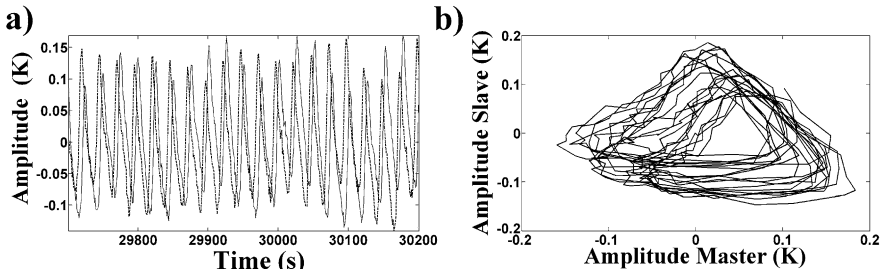 a)
Amplitude (K)
0.15
0.1
0.05
0
-0.05
-0.1
29800 29900 30000 30100 30200
Time (s)
b)
Amplitude Slave (K)
0.2
0.1
0
-0.1
-0.2
-0.2 -0.1 0 0.1 0.2
Amplitude Master (K)